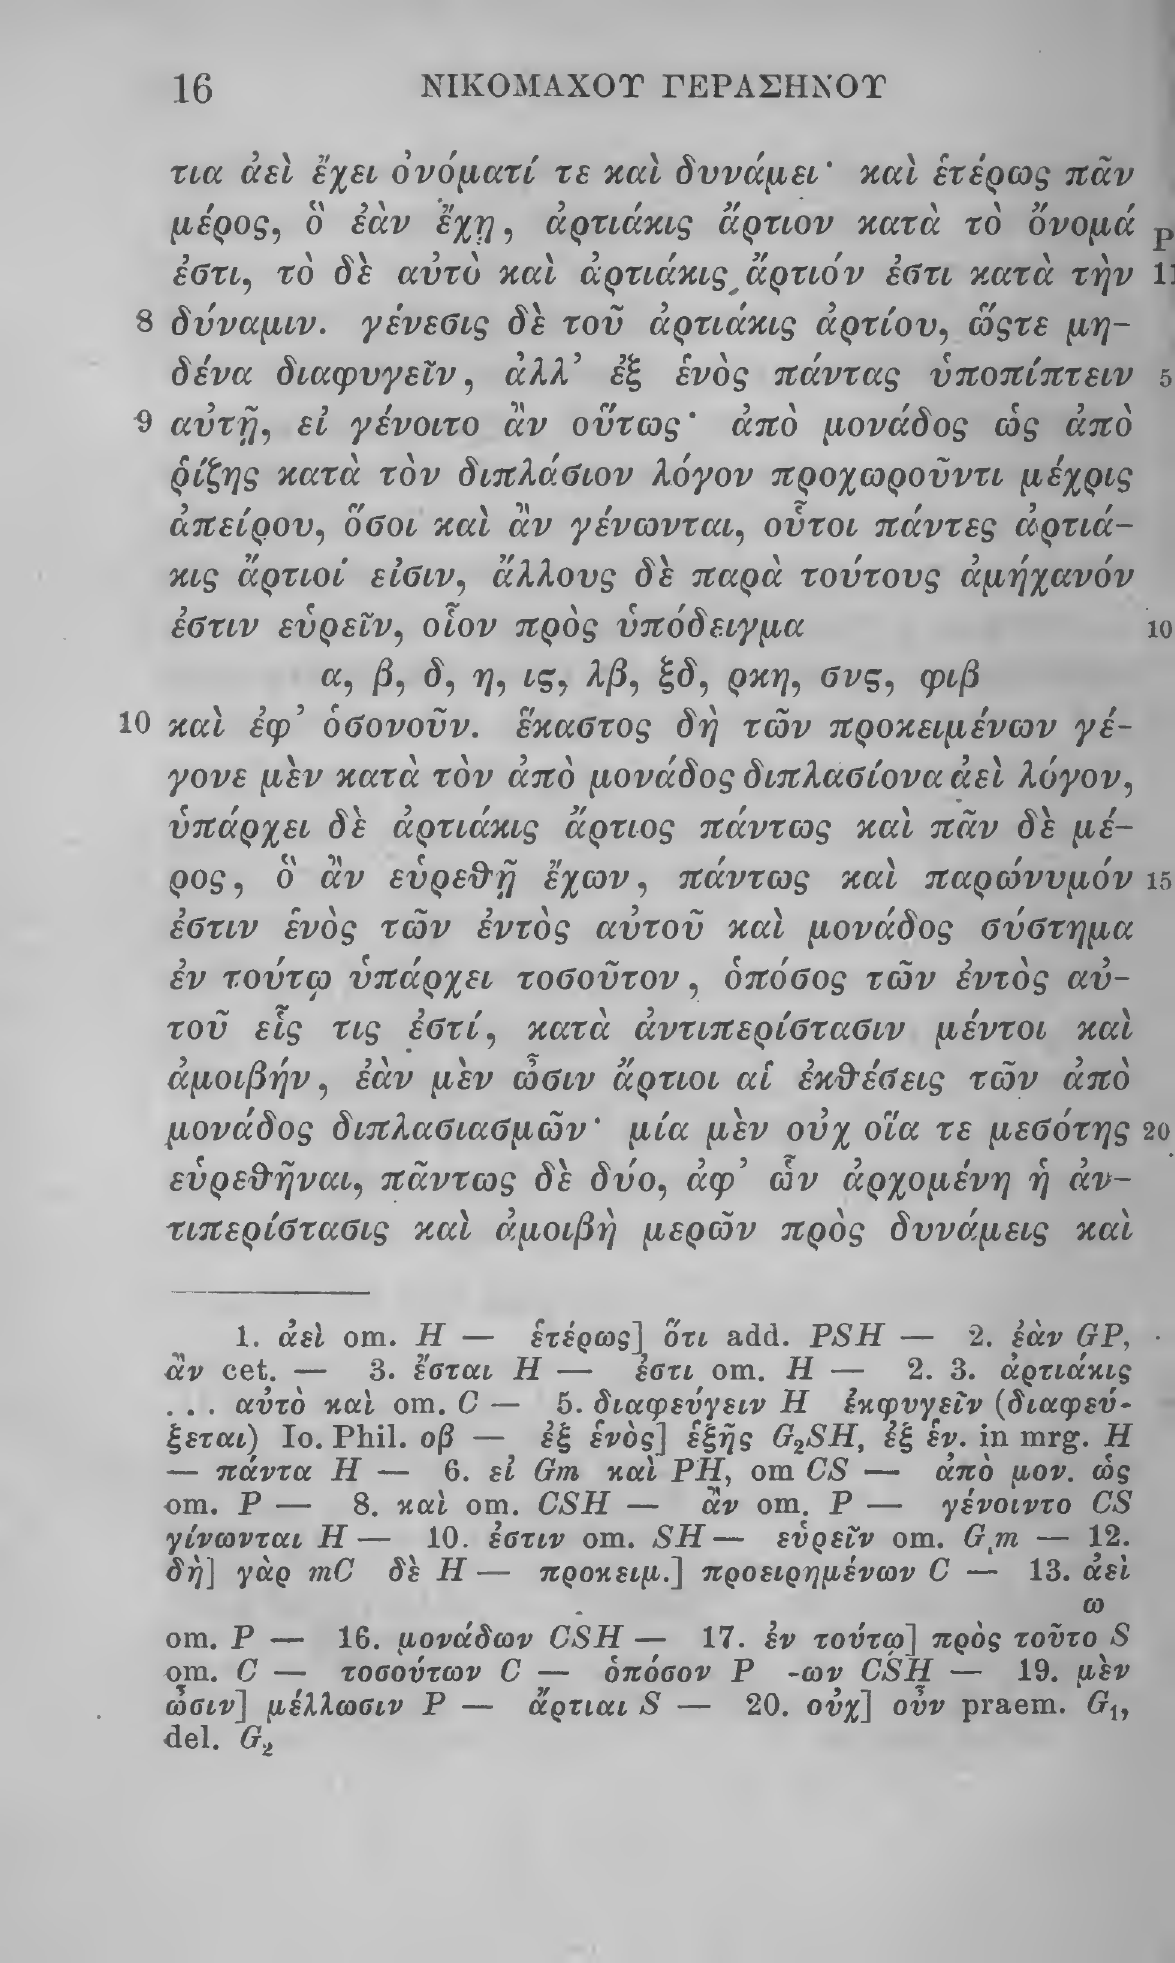 16 ΝΙΚΟΜΑΧΟΥ ΓΕΡΑΣΗΝΟΥ
τια ἀεὶ ἔχει ὀνόματί τε καὶ δυνάμει· καὶ ἑτέρως πᾶν
μέρος, ὃ ἐὰν ἔχῃ, ἀρτιάκις ἄρτιον κατὰ τὸ ὄνομά
ἐστι, τὸ δὲ αὐτὸ καὶ ἀρτιάκις ἄρτιόν ἐστι κατὰ τὴν
8 δύναμιν. γένεσις δὲ τοῦ ἀρτιάκις ἀρτίου, ὥςτε μη-
δένα διαφυγεῖν, ἀλλ’ ἐξ ἑνὸς πάντας ὑποπίπτειν 5
9 αὐτῇ, εἰ γένοιτο ἂν οὕτως· ἀπὸ μονάδος ὡς ἀπὸ
ῥίζης κατὰ τὸν διπλάσιον λόγον προχωροῦντι μέχρις
ἀπείρου, ὅσοι καὶ ἂν γένωνται, οὗτοι πάντες ἀρτιά-
κις ἄρτιοί εἰσιν, ἄλλους δὲ παρὰ τούτους ἀμήχανόν
ἐστιν εὑρεῖν, οἷον πρὸς ὑπόδειγμα 10
α, β, δ, η, ις, λβ, ξδ, ρκη, σνς, φιβ
10 καὶ ἐφ’ ὁσονοῦν. ἕκαστος δὴ τῶν προκειμένων γέ-
γονε μὲν κατὰ τὸν ἀπὸ μονάδος διπλασίονα ἀεὶ λόγον,
ὑπάρχει δὲ ἀρτιάκις ἄρτιος πάντως καὶ πᾶν δὲ μέ-
ρος, ὃ ἂν εὑρεθῇ ἔχων, πάντως καὶ παρώνυμόν 15
ἐστιν ἑνὸς τῶν ἐντὸς αὐτοῦ καὶ μονάδος σύστημα
ἐν τούτῳ ὑπάρχει τοσοῦτον, ὁπόσος τῶν ἐντὸς αὐ-
τοῦ εἷς τις ἐστί, κατὰ ἀντιπερίστασιν μέντοι καὶ
ἀμοιβήν, ἐὰν μὲν ὦσιν ἄρτιοι αἱ ἐκθέσεις τῶν ἀπὸ
μονάδος διπλασιασμῶν· μία μὲν οὐχ οἵα τε μεσότης 20
εὑρεθῆναι, πάντως δὲ δύο, ἀφ’ ὧν ἀρχομένη ἡ ἀν-
τιπερίστασις καὶ ἀμοιβὴ μερῶν πρὸς δυνάμεις καὶ
1. ἀεὶ om. H — ἑτέρως] ὅτι add. PSH — 2. ἐὰν GP,
ἂν cet. — 3. ἔσται H — ἐστι om. H — 2. 3. ἀρτιάκις
. . . αὐτὸ καὶ om. C — 5. διαφεύγειν H ἐκφυγεῖν (διαφεύ-
ξεται) Io. Phil. οβ — ἐξ ἑνὸς] ἑξῆς G₂SH, ἐξ ἑν. in mrg. H
— πάντα H — 6. εἰ Gm καὶ PH, om CS — ἀπὸ μον. ὡς
om. P — 8. καὶ om. CSH — ἂν om. P — γένοιντο CS
γίνωνται H — 10. ἐστιν om. SH — εὑρεῖν om. G₁m — 12.
δὴ] γὰρ mC δὲ H — προκειμ.] προειρημένων C — 13. ἀεὶ
ω
om. P — 16. μονάδων CSH — 17. ἐν τούτῳ] πρὸς τοῦτο S
om. C — τοσούτων C — ὁπόσον P -ων CSH — 19. μὲν
ὦσιν] μέλλωσιν P — ἄρτιαι S — 20. οὐχ] οὖν praem. G₁,
del. G₂